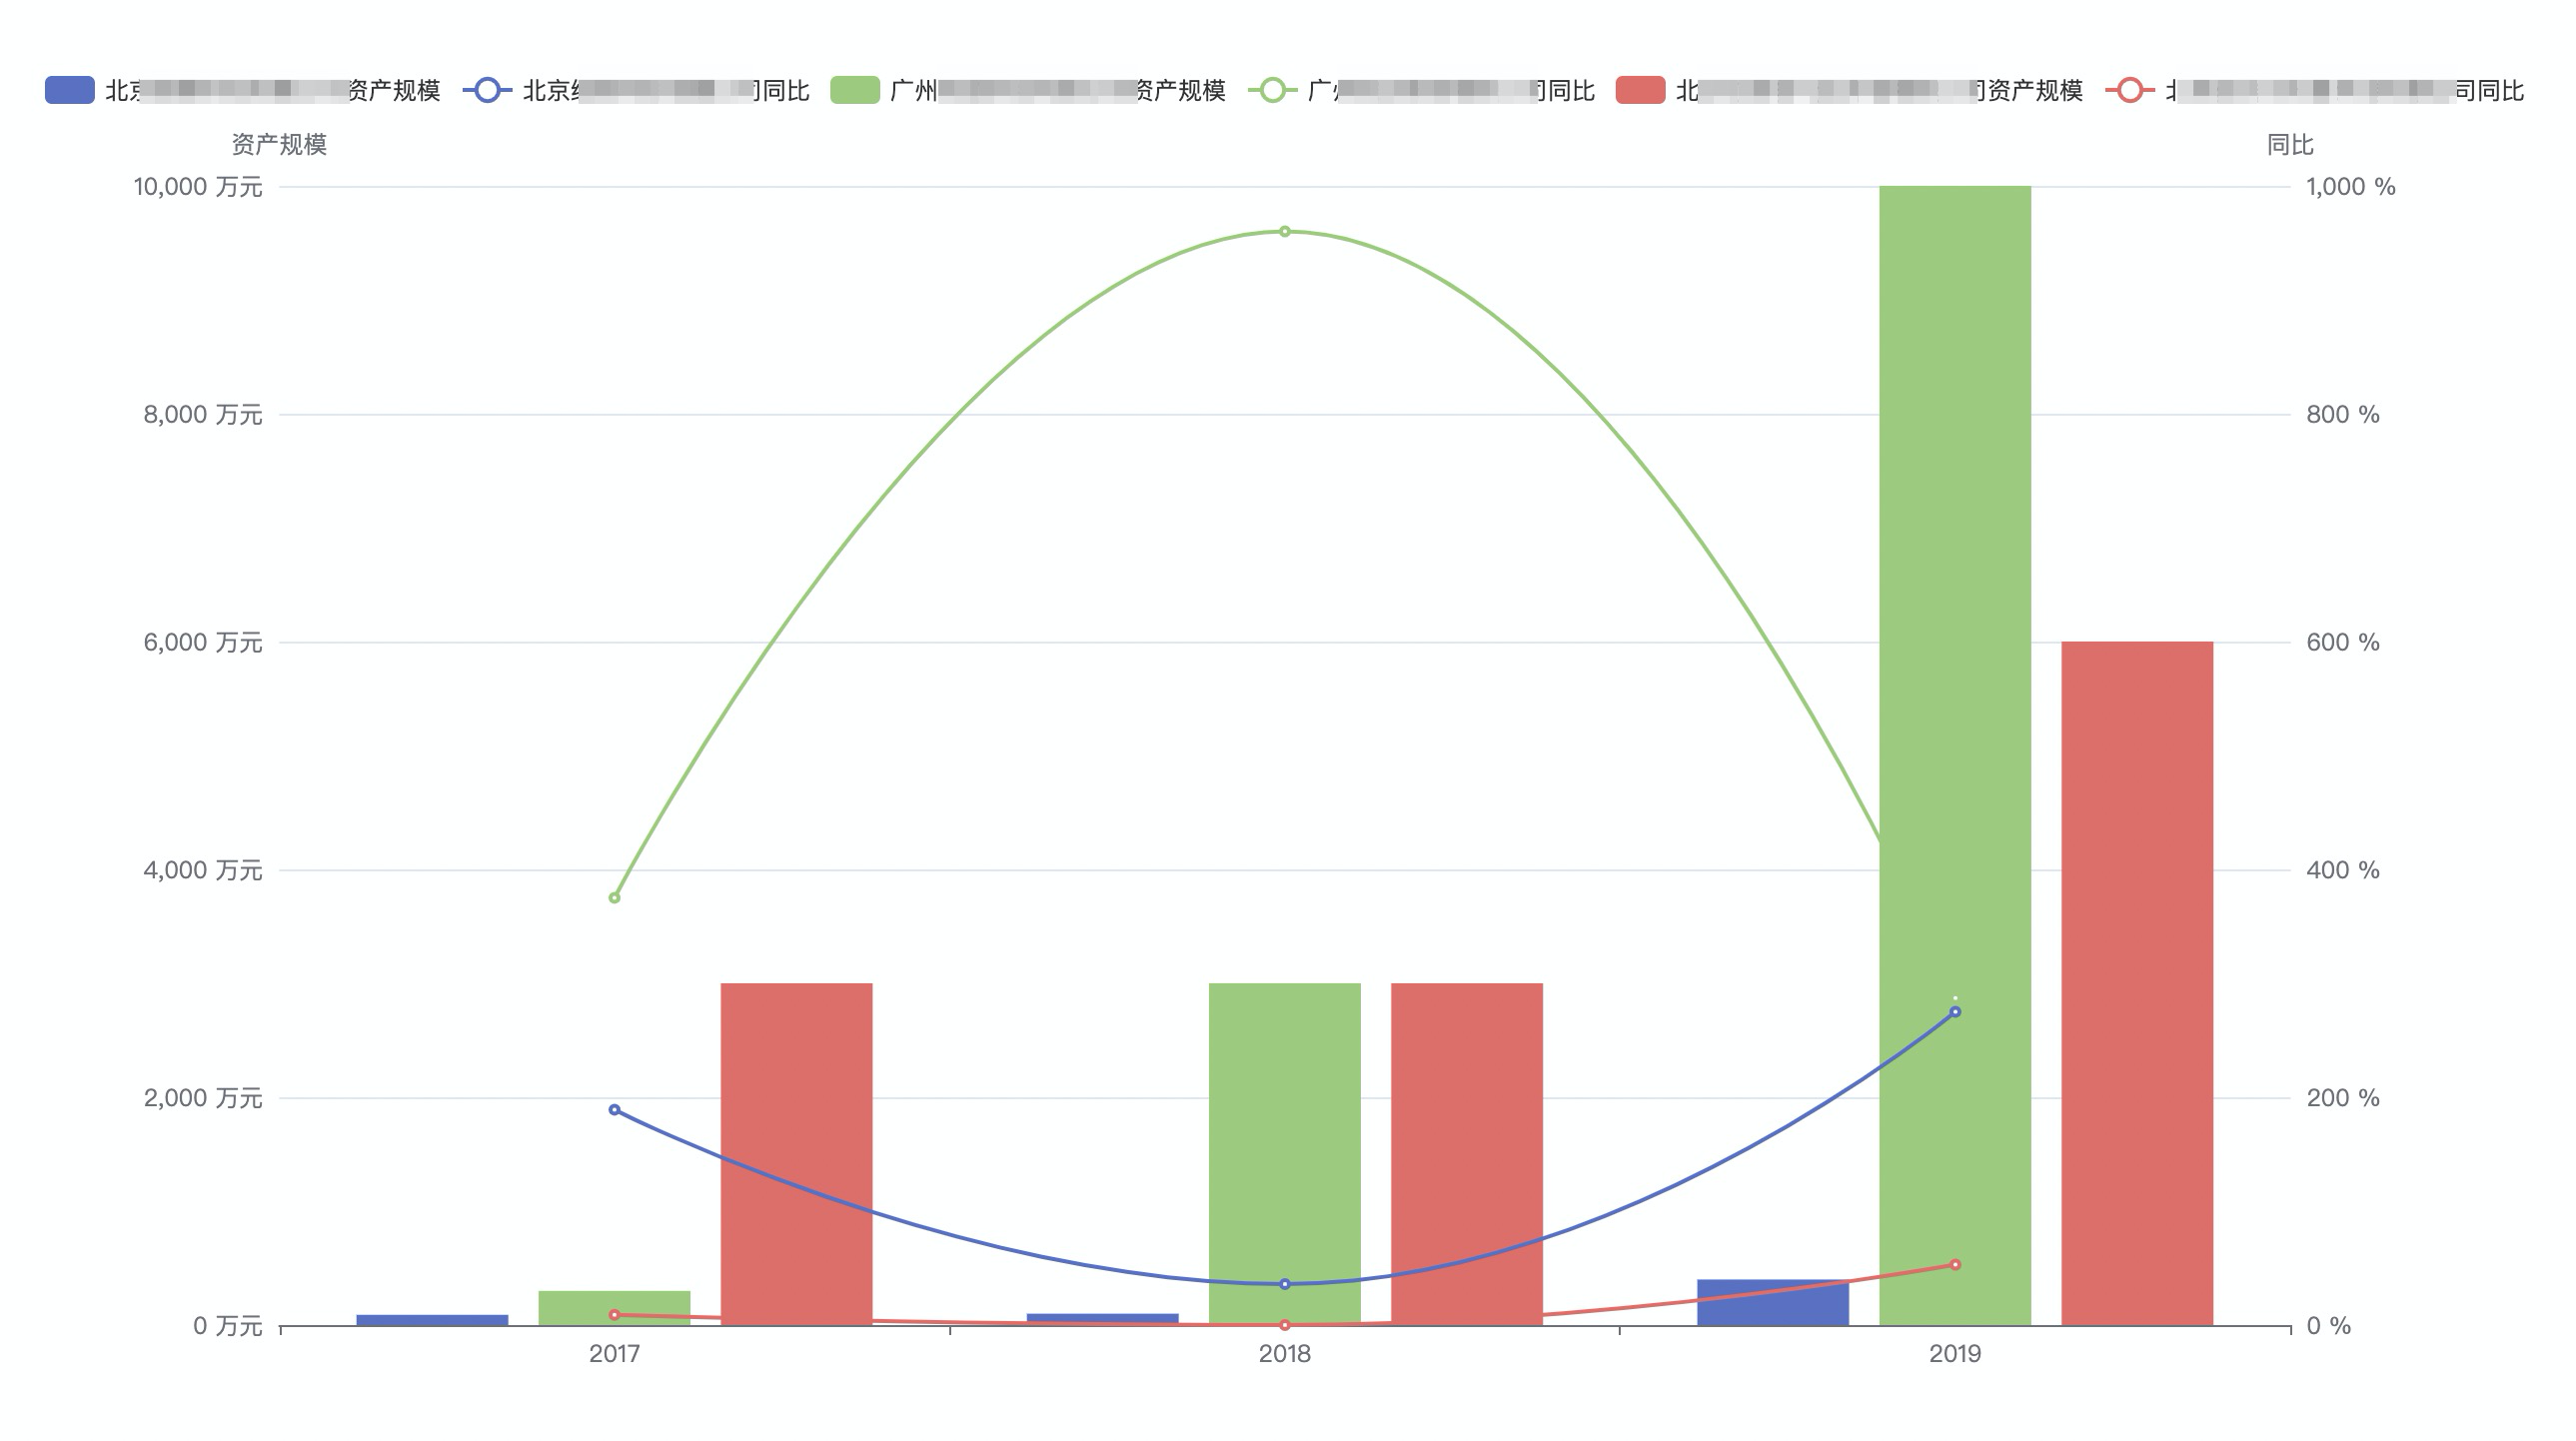 北 资产规模 北京 同比 广州 资产规模 广 同比 北 司资产规模 司同比
资产规模 同比
10,000 万元 1,000 %
8,000 万元 800 %
6,000 万元 600 %
4,000 万元 400 %
2,000 万元 200 %
0 万元 0 %
2017 2018 2019